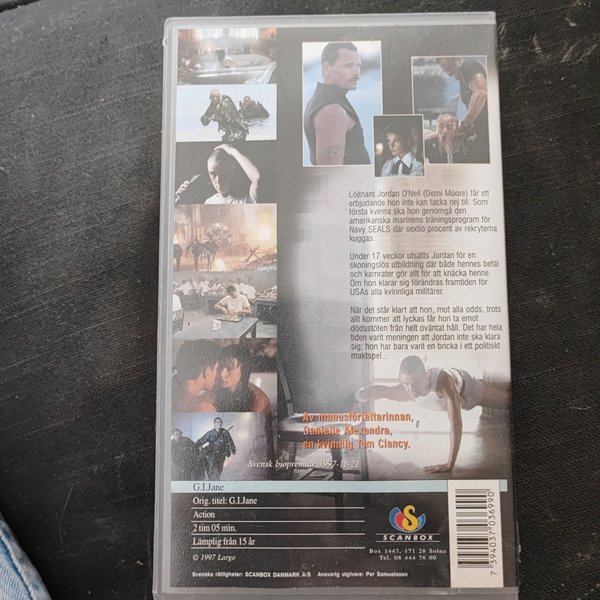 Löjtnant Jordan O'Neil (Demi Moore) får ett
erbjudande hon inte kan tacka nej till. Som
första kvinna ska hon genomgå den
amerikanska marinens träningsprogram för
Navy SEALS där sextio procent av rekryterna
kuggas.
Under 17 veckor utsätts Jordan för en
skoningslös utbildning där både hennes befäl
och kamrater gör allt för att knäcka henne.
Om hon klarar sig förändras framtiden för
USAs alla kvinnliga militärer.
När det står klart att hon, mot alla odds, trots
allt kommer att lyckas får hon ta emot
dödsstöten från helt oväntat håll. Det har hela
tiden varit meningen att Jordan inte ska klara
sig; hon har bara varit en bricka i ett politiskt
maktspel...
Av manusförfattarinnan,
Danielle Alexandra,
en kvinnlig Tom Clancy.
Svensk biopremiär 1997-11-21
G.I.Jane
Orig. titel: G.I.Jane
Action
2 tim 05 min.
Lämplig från 15 år
© 1997 Largo
S
SCANBOX
Box 1447, 171 28 Solna
Tel. 08 444 76 00
7 394037 036990
Svenska rättigheter: SCANBOX DANMARK A/S Ansvarig utgivare: Per Samuelsson